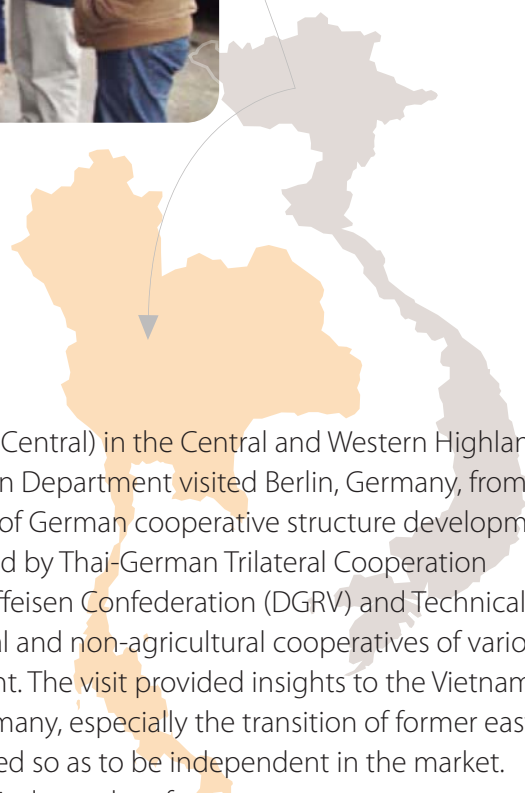 Central) in the Central and Western Highlan
n Department visited Berlin, Germany, from
of German cooperative structure developm
d by Thai-German Trilateral Cooperation
ffeisen Confederation (DGRV) and Technical
l and non-agricultural cooperatives of vario
nt. The visit provided insights to the Vietnam
many, especially the transition of former eas
ed so as to be independent in the market.